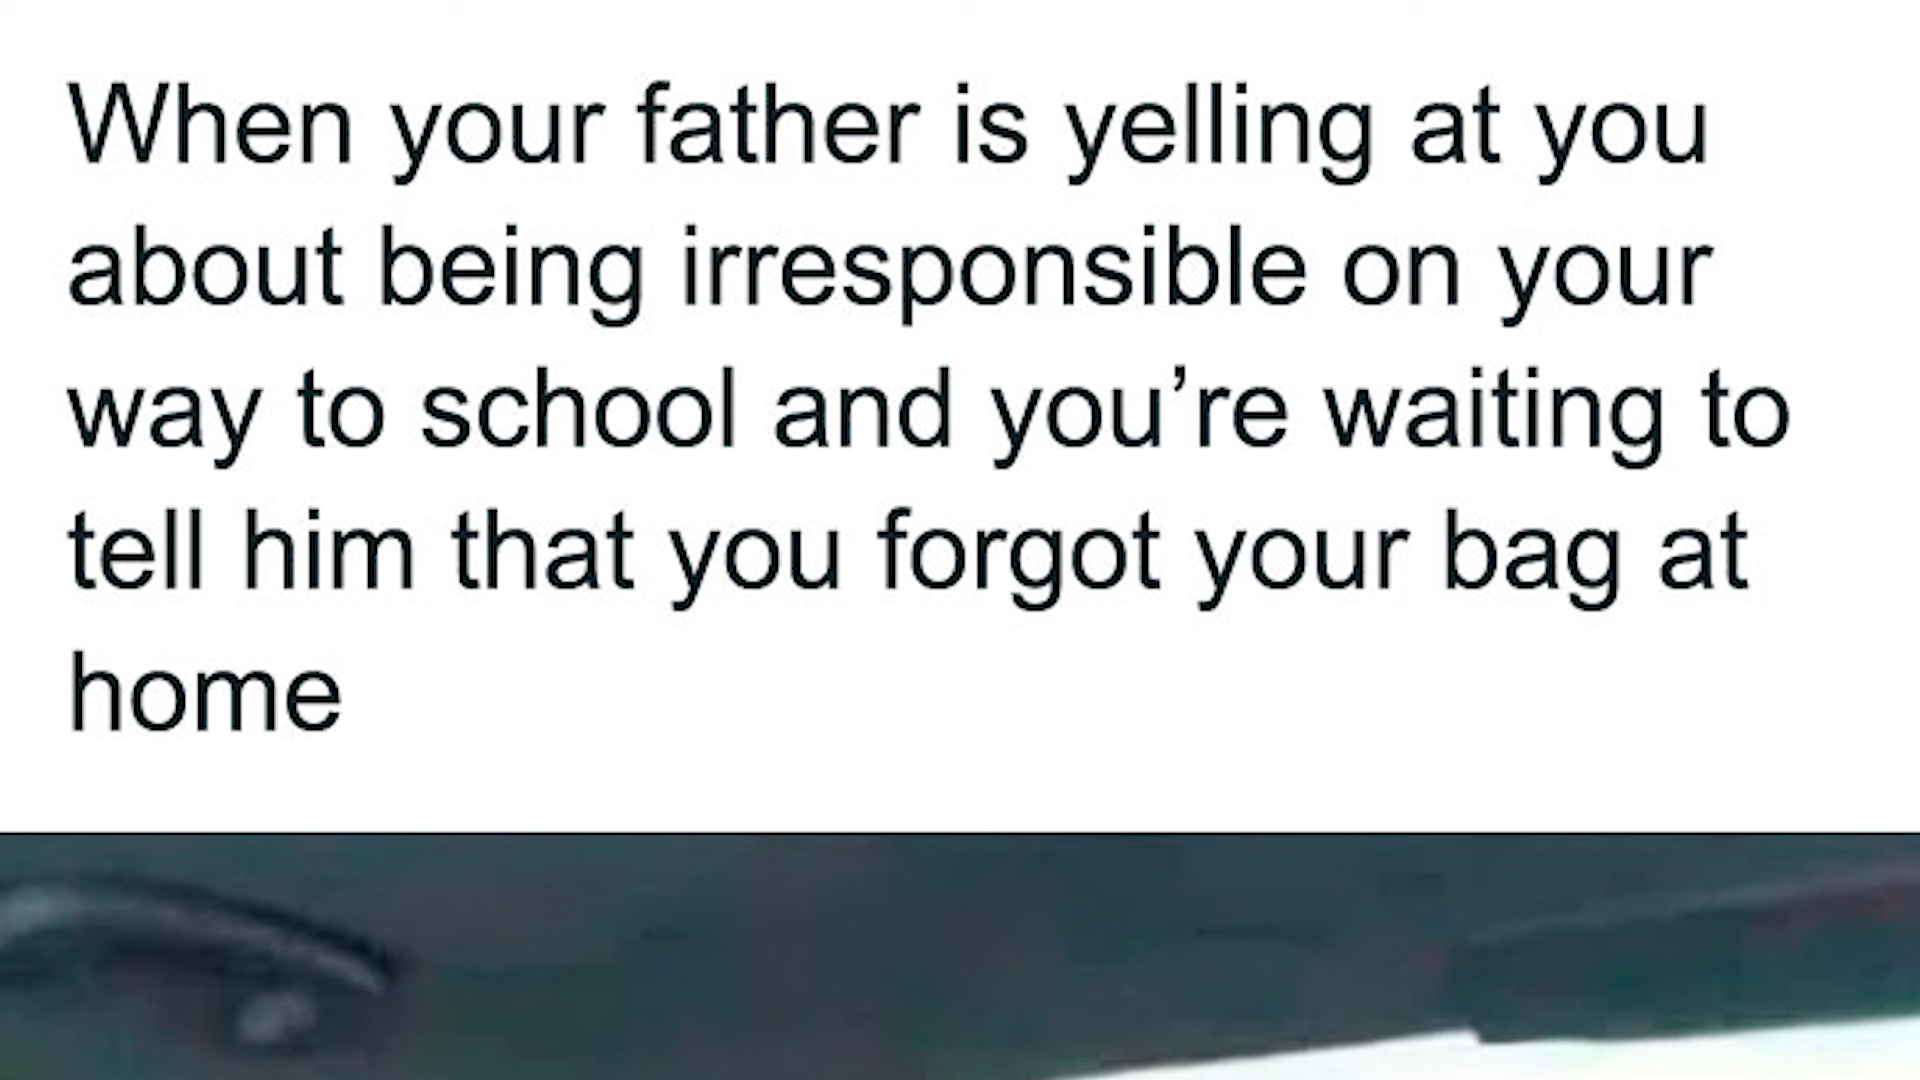 When your father is yelling at you
about being irresponsible on your
way to school and you’re waiting to
tell him that you forgot your bag at
home